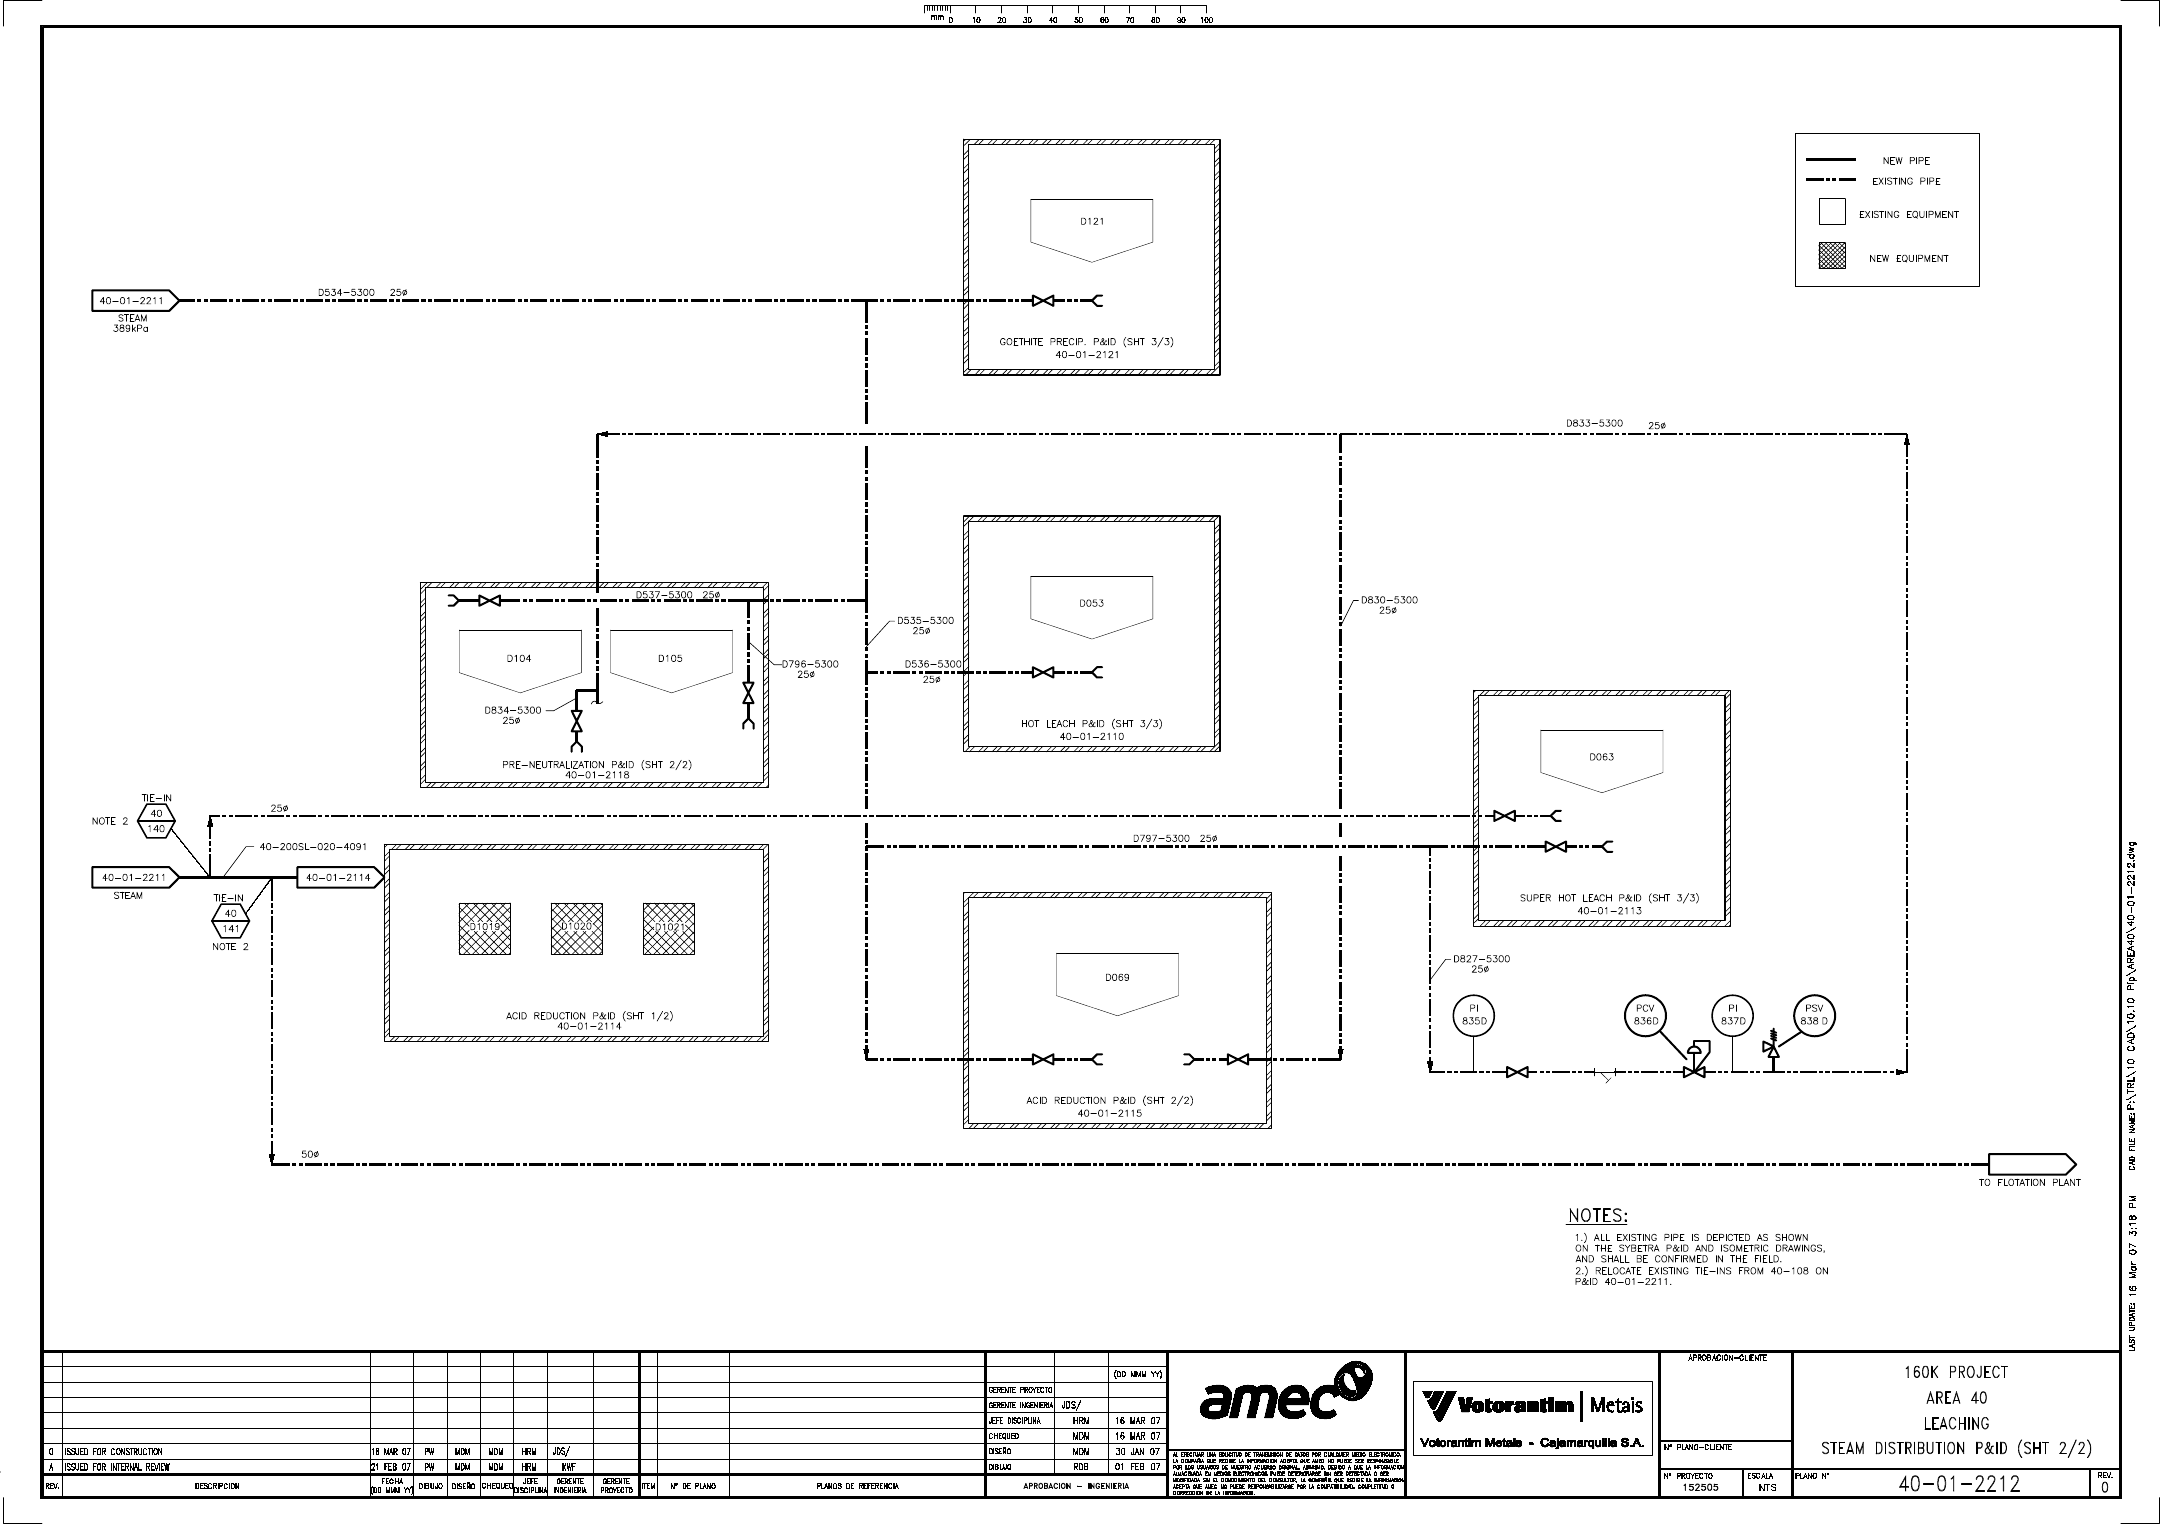 mm 0 10 20 30 40 50 60 70 80 90 100
NEW PIPE
EXISTING PIPE
EXISTING EQUIPMENT
NEW EQUIPMENT
D121
GOETHITE PRECIP. P&ID (SHT 3/3)
40-01-2121
40-01-2211
STEAM
389kPa
D534-5300 25ø
D833-5300 25ø
D537-5300 25ø
D104
D105
D796-5300
25ø
D834-5300
25ø
PRE-NEUTRALIZATION P&ID (SHT 2/2)
40-01-2118
D535-5300
25ø
D536-5300
25ø
D053
HOT LEACH P&ID (SHT 3/3)
40-01-2110
D830-5300
25ø
D063
SUPER HOT LEACH P&ID (SHT 3/3)
40-01-2113
TIE-IN
40
140
NOTE 2
25ø
40-200SL-020-4091
40-01-2211
STEAM
40-01-2114
TIE-IN
40
141
NOTE 2
D1019
D1020
D1021
ACID REDUCTION P&ID (SHT 1/2)
40-01-2114
D797-5300 25ø
D069
ACID REDUCTION P&ID (SHT 2/2)
40-01-2115
D827-5300
25ø
PI
835D
PCV
836D
PI
837D
PSV
838 D
50ø
TO FLOTATION PLANT
NOTES:
1.) ALL EXISTING PIPE IS DEPICTED AS SHOWN
ON THE SYBETRA P&ID AND ISOMETRIC DRAWINGS,
AND SHALL BE CONFIRMED IN THE FIELD.
2.) RELOCATE EXISTING TIE-INS FROM 40-108 ON
P&ID 40-01-2211.
LAST UPDATE: 16 Mar 07 3:18 PM CAD FILE NAME: P:\TRL\10 CAD\10.10 Pip\AREA40\40-01-2212.dwg
0 ISSUED FOR CONSTRUCTION 16 MAR 07 PW MDM MDM HRM JDS/
A ISSUED FOR INTERNAL REVIEW 21 FEB 07 PW MDM MDM HRM KWF
REV. DESCRIPCION FECHA (DD MMM YY) DIBUJO DISEÑO CHEQUEO JEFE DISCIPLINA GERENTE INGENIERIA GERENTE PROYECTO ITEM Nº DE PLANO PLANOS DE REFERENCIA
(DD MMM YY)
GERENTE PROYECTO
GERENTE INGENIERIA JDS/
JEFE DISCIPLINA HRM 16 MAR 07
CHEQUEO MDM 16 MAR 07
DISEÑO MDM 30 JAN 07
DIBUJO RDB 01 FEB 07
APROBACION - INGENIERIA
amec
Votorantim | Metais
Votorantim Metais - Cajamarquilla S.A.
APROBACION-CLIENTE
Nº PLANO-CLIENTE
Nº PROYECTO
152505
ESCALA
NTS
160K PROJECT
AREA 40
LEACHING
STEAM DISTRIBUTION P&ID (SHT 2/2)
PLANO Nº
40-01-2212
REV.
0